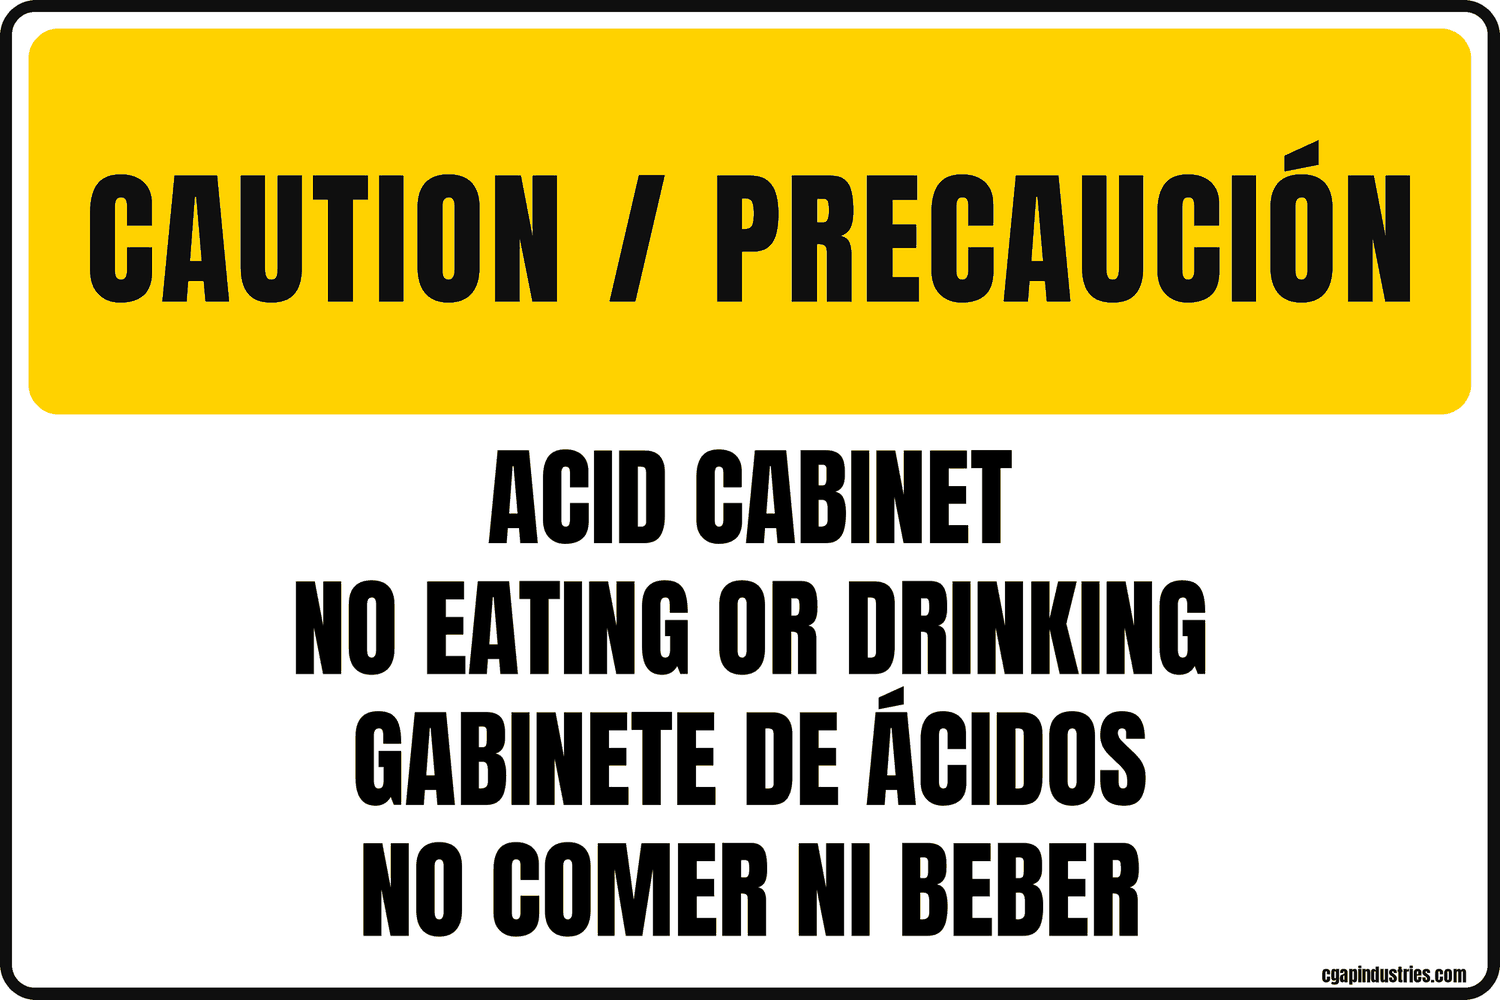 CAUTION / PRECAUCIÓN
ACID CABINET
NO EATING OR DRINKING
GABINETE DE ÁCIDOS
NO COMER NI BEBER
cgapindustries.com